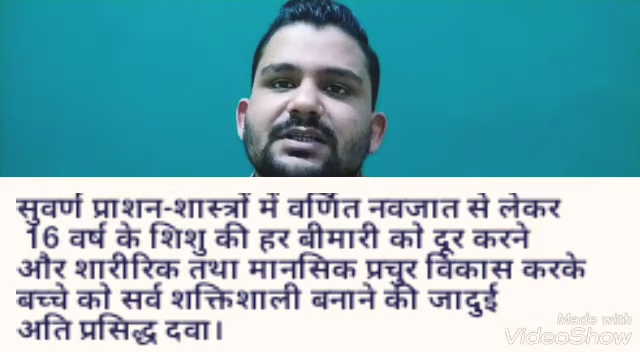 सुवर्ण प्राशन-शास्त्रों में वर्णित नवजात से लेकर
16 वर्ष के शिशु की हर बीमारी को दूर करने
और शारीरिक तथा मानसिक प्रचुर विकास करके
बच्चे को सर्व शक्तिशाली बनाने की जादुई
अति प्रसिद्ध दवा।
Made with
VideoShow